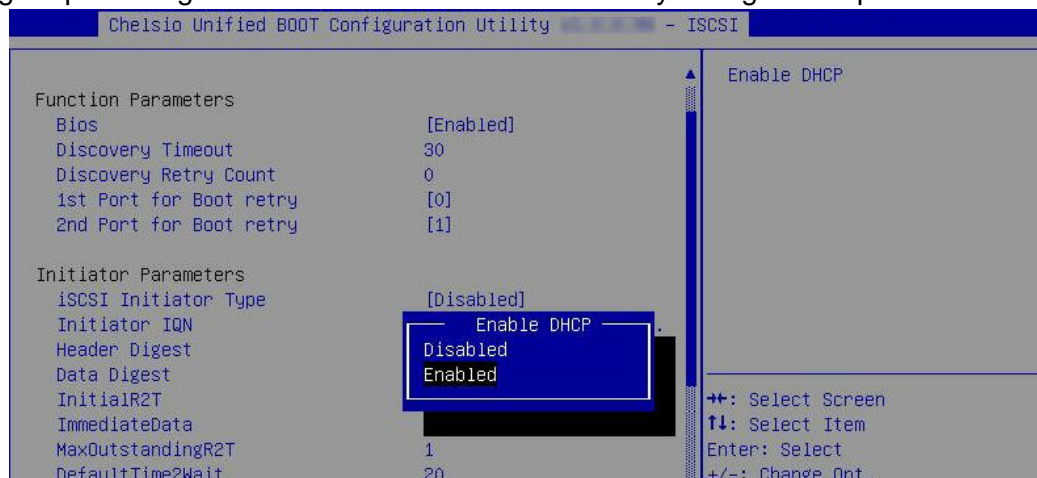 Chelsio Unified BOOT Configuration Utility - ISCSI
Enable DHCP
Function Parameters
Bios [Enabled]
Discovery Timeout 30
Discovery Retry Count 0
1st Port for Boot retry [0]
2nd Port for Boot retry [1]
Initiator Parameters
iSCSI Initiator Type [Disabled]
Initiator IQN
Enable DHCP
Header Digest
Disabled
Data Digest
Enabled
InitialR2T
ImmediateData
MaxOutstandingR2T 1
DefaultTime2Wait 20
→←: Select Screen
↑↓: Select Item
Enter: Select
+/-: Change Opt.